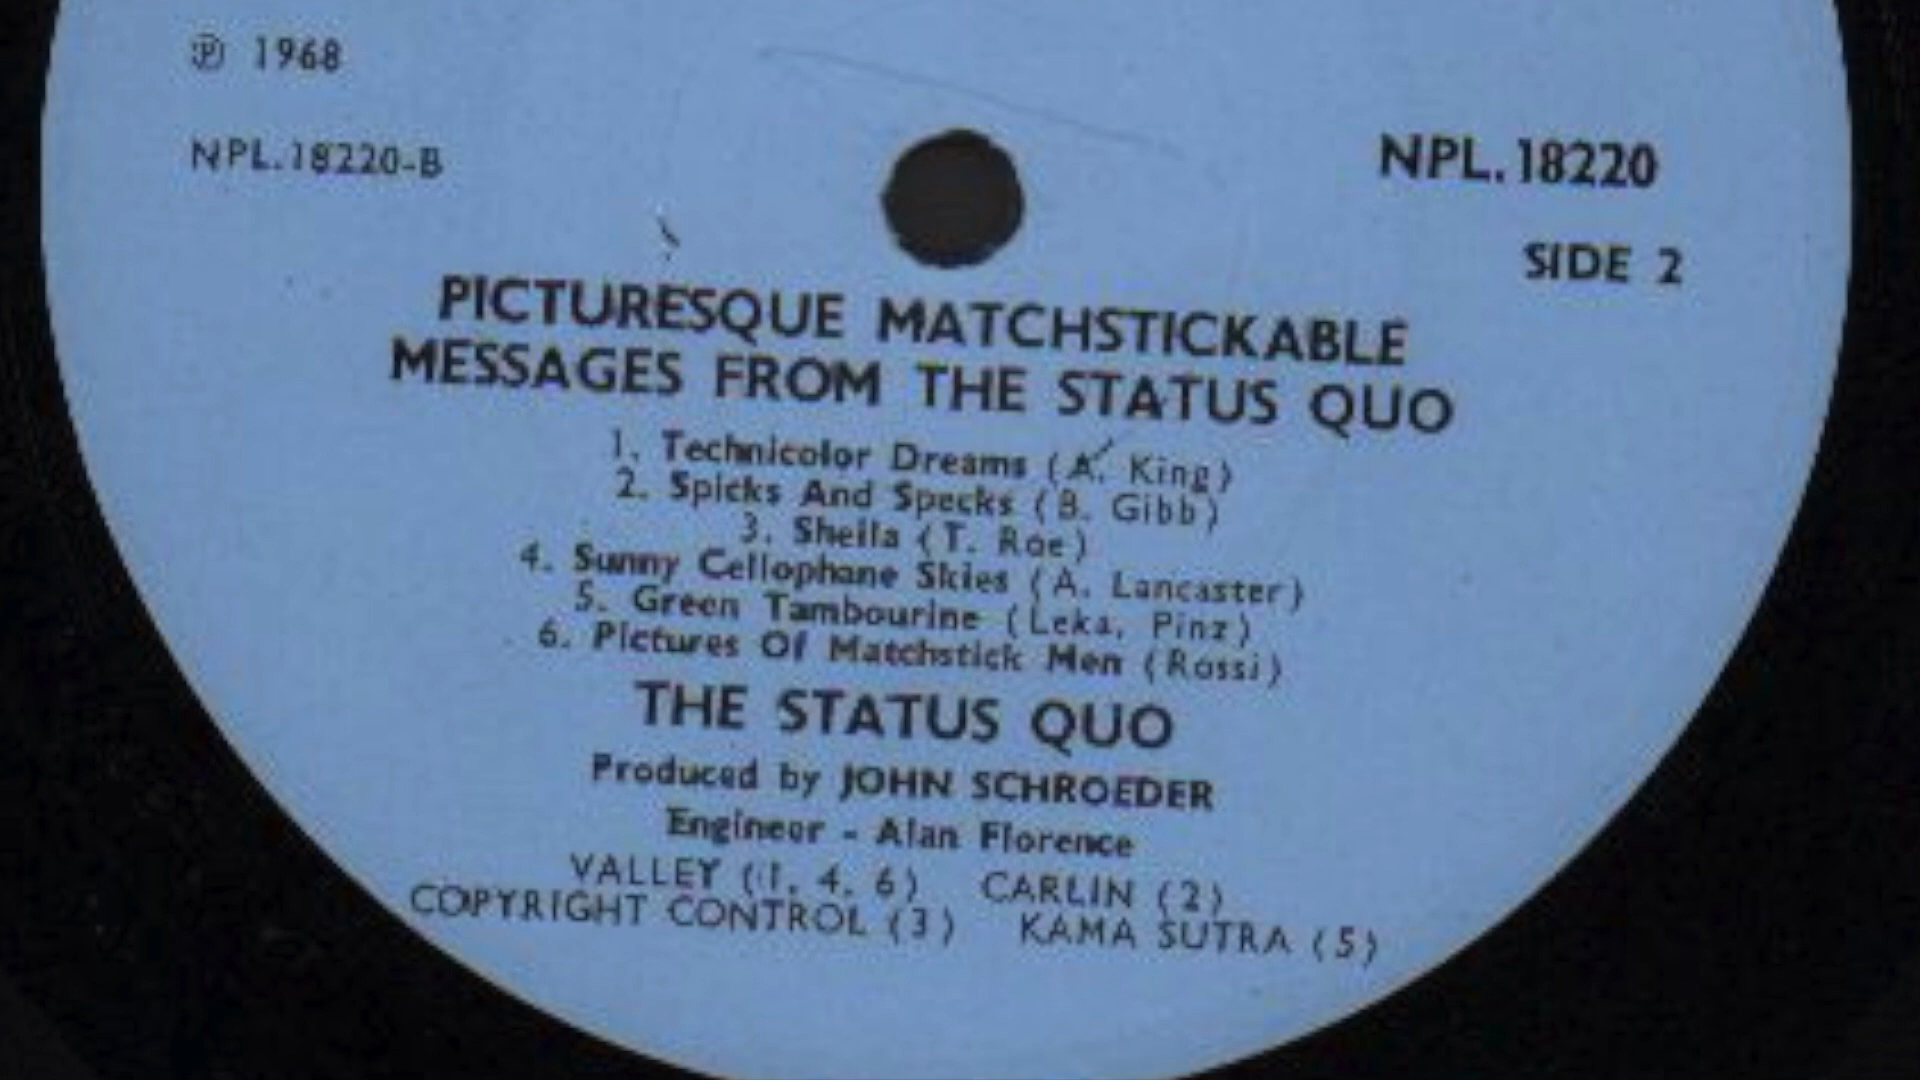 ℗ 1968
NPL.18220-B
NPL.18220
SIDE 2
PICTURESQUE MATCHSTICKABLE
MESSAGES FROM THE STATUS QUO
1. Technicolor Dreams (A. King)
2. Spicks And Specks (B. Gibb)
3. Sheila (T. Roe)
4. Sunny Cellophane Skies (A. Lancaster)
5. Green Tambourine (Leka, Pinz)
6. Pictures Of Matchstick Men (Rossi)
THE STATUS QUO
Produced by JOHN SCHROEDER
Engineer - Alan Florence
VALLEY (1, 4, 6) CARLIN (2)
COPYRIGHT CONTROL (3) KAMA SUTRA (5)